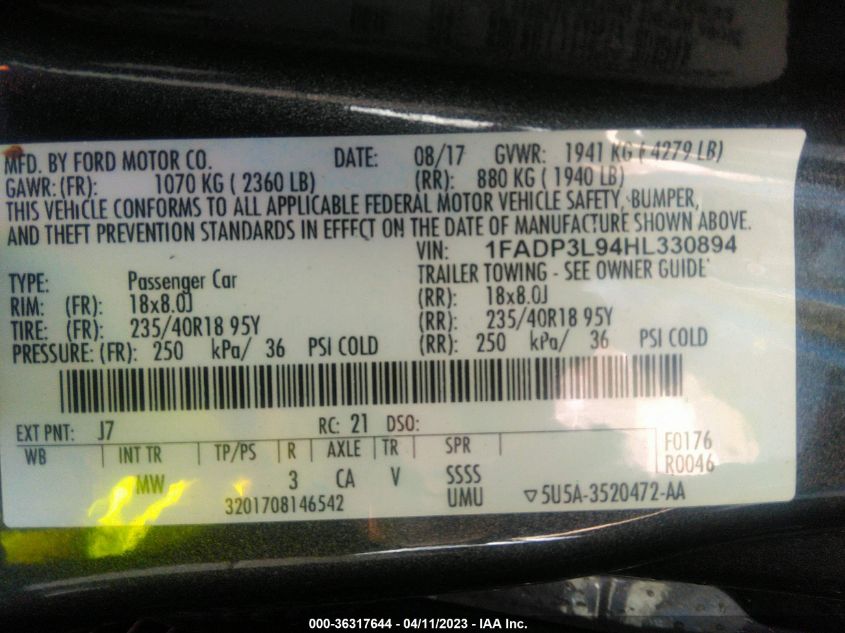 MFD. BY FORD MOTOR CO. DATE: 08/17 GVWR: 1941 KG ( 4279 LB)
GAWR: (FR): 1070 KG ( 2360 LB) (RR): 880 KG ( 1940 LB)
THIS VEHICLE CONFORMS TO ALL APPLICABLE FEDERAL MOTOR VEHICLE SAFETY, BUMPER,
AND THEFT PREVENTION STANDARDS IN EFFECT ON THE DATE OF MANUFACTURE SHOWN ABOVE.
VIN: 1FADP3L94HL330894
TYPE: Passenger Car TRAILER TOWING - SEE OWNER GUIDE
RIM: (FR): 18x8.0J (RR): 18x8.0J
TIRE: (FR): 235/40R18 95Y (RR): 235/40R18 95Y
PRESSURE: (FR): 250 kPa/ 36 PSI COLD (RR): 250 kPa/ 36 PSI COLD
EXT PNT: J7 RC: 21 DSO:
WB INT TR TP/PS R AXLE TR SPR F0176
R0046
MW 3 CA V SSSS
3201708146542 UMU 5U5A-3520472-AA
000-36317644 - 04/11/2023 - IAA Inc.